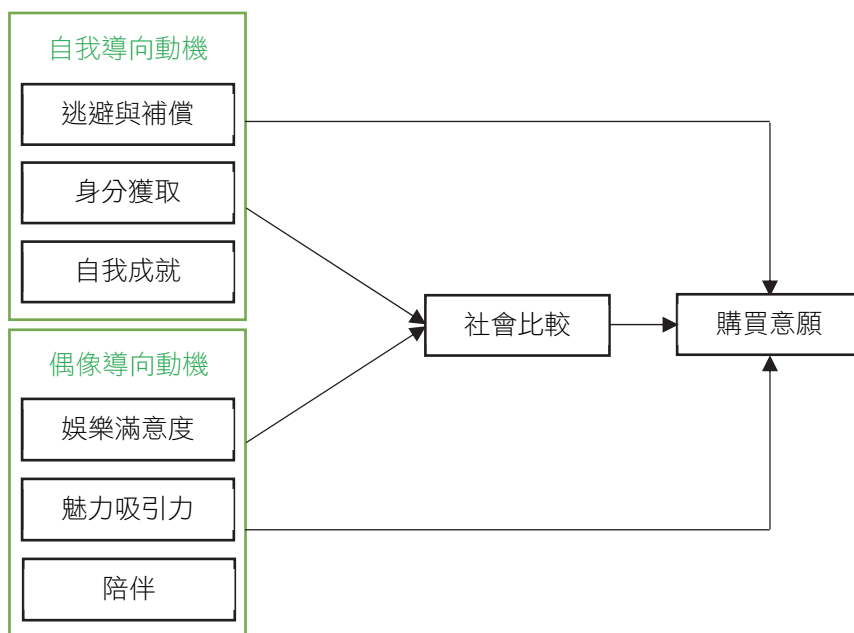 自我導向動機
逃避與補償
身分獲取
自我成就
社會比較
購買意願
偶像導向動機
娛樂滿意度
魅力吸引力
陪伴